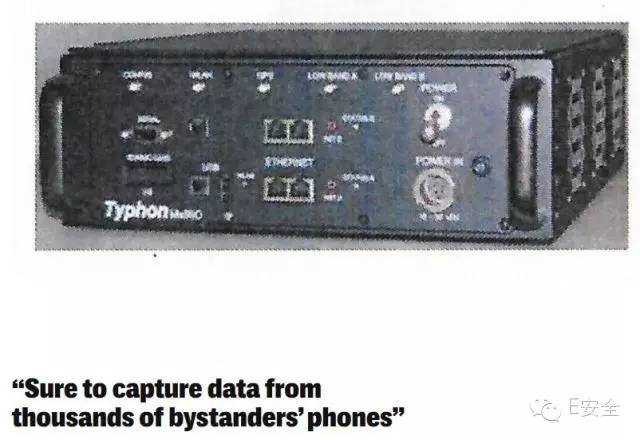 WLAN
GPS
LOW BAND A
LOW BAND B
POWER
USB
ETHERNET
POWER IN
Typhon
“Sure to capture data from
thousands of bystanders’ phones”
E安全